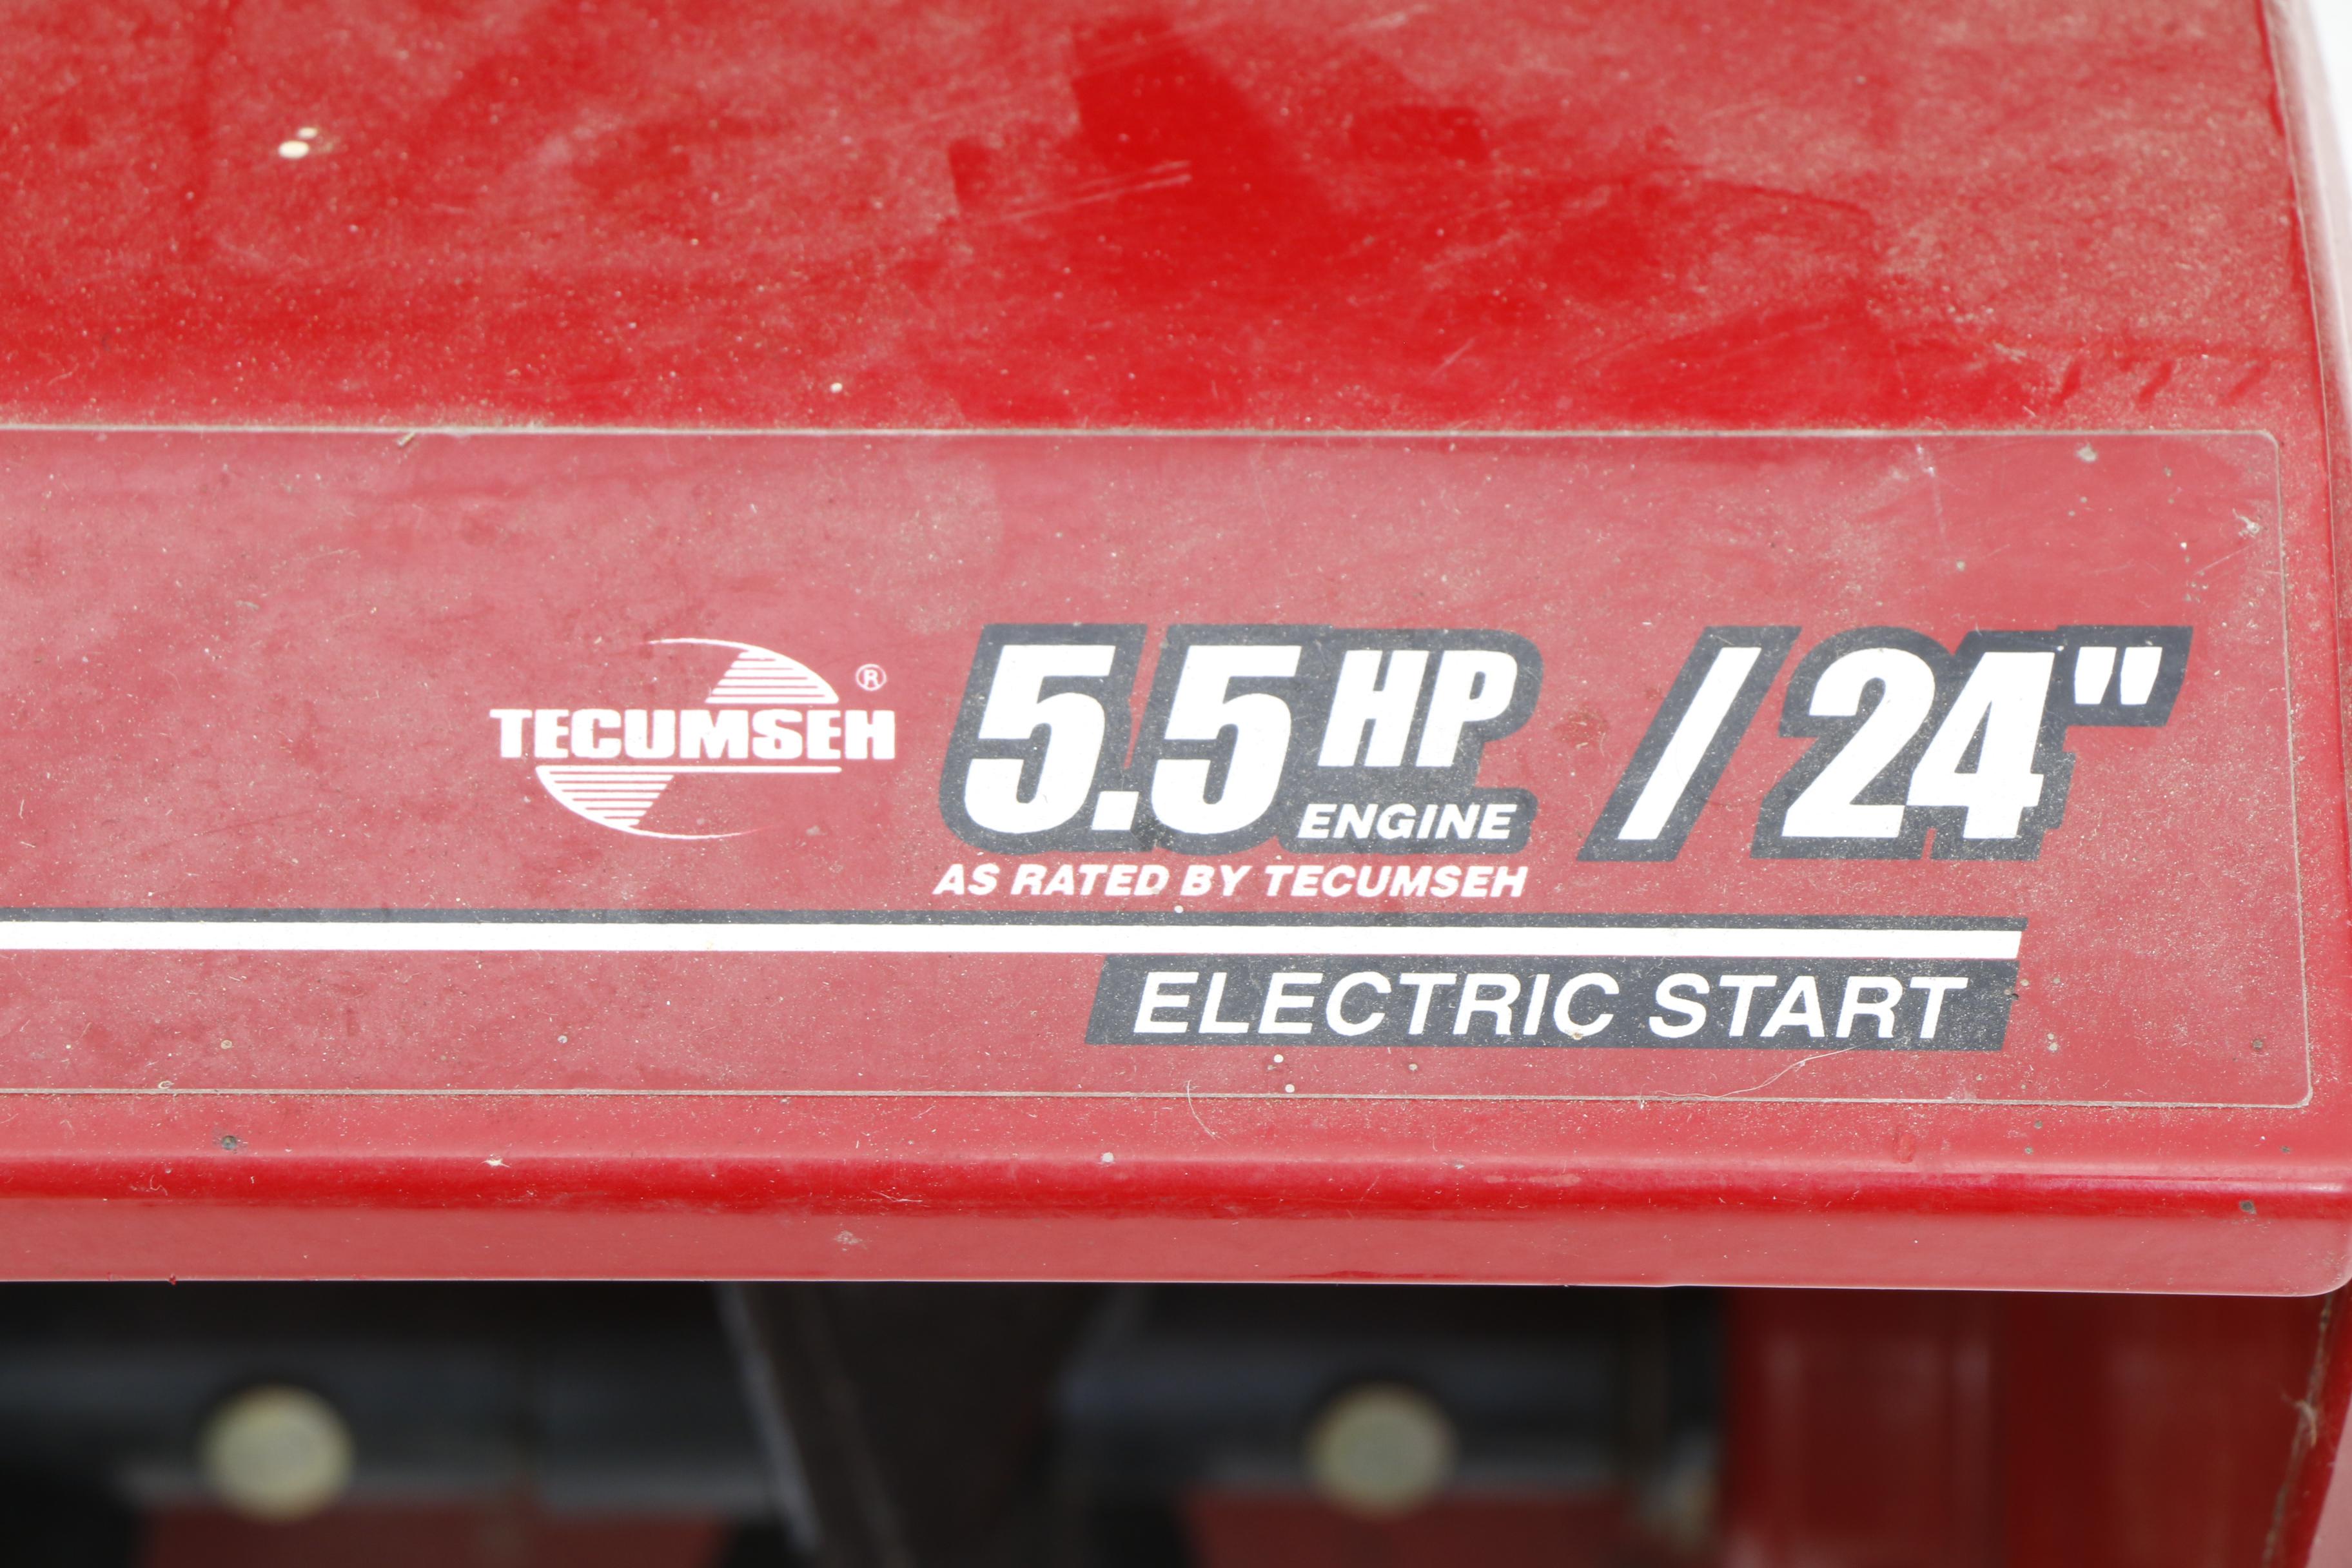 TECUMSEH®
5.5 HP ENGINE / 24"
AS RATED BY TECUMSEH
ELECTRIC START